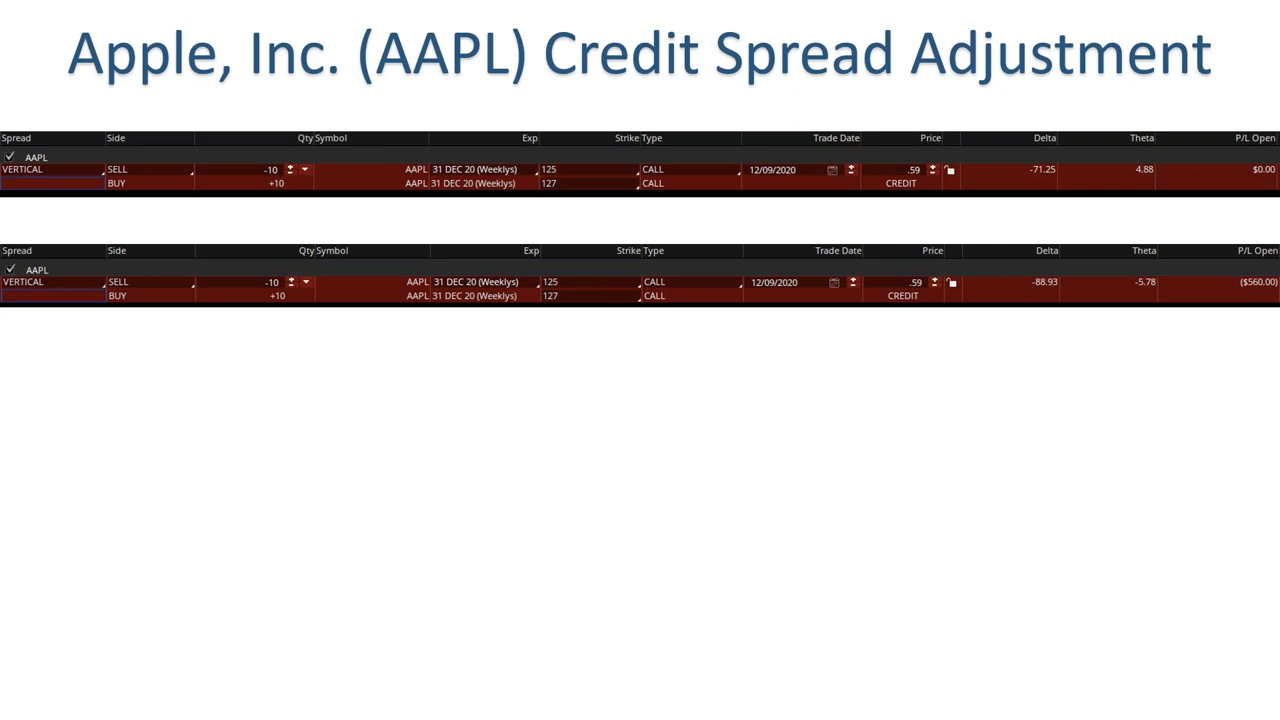 Apple, Inc. (AAPL) Credit Spread Adjustment
Spread Side Qty Symbol Exp Strike Type Trade Date Price Delta Theta P/L Open
AAPL
VERTICAL SELL -10 AAPL 31 DEC 20 (Weeklys) 125 CALL 12/09/2020 .59 -71.25 4.88 $0.00
BUY +10 AAPL 31 DEC 20 (Weeklys) 127 CALL CREDIT
Spread Side Qty Symbol Exp Strike Type Trade Date Price Delta Theta P/L Open
AAPL
VERTICAL SELL -10 AAPL 31 DEC 20 (Weeklys) 125 CALL 12/09/2020 .59 -88.93 -5.78 ($560.00)
BUY +10 AAPL 31 DEC 20 (Weeklys) 127 CALL CREDIT